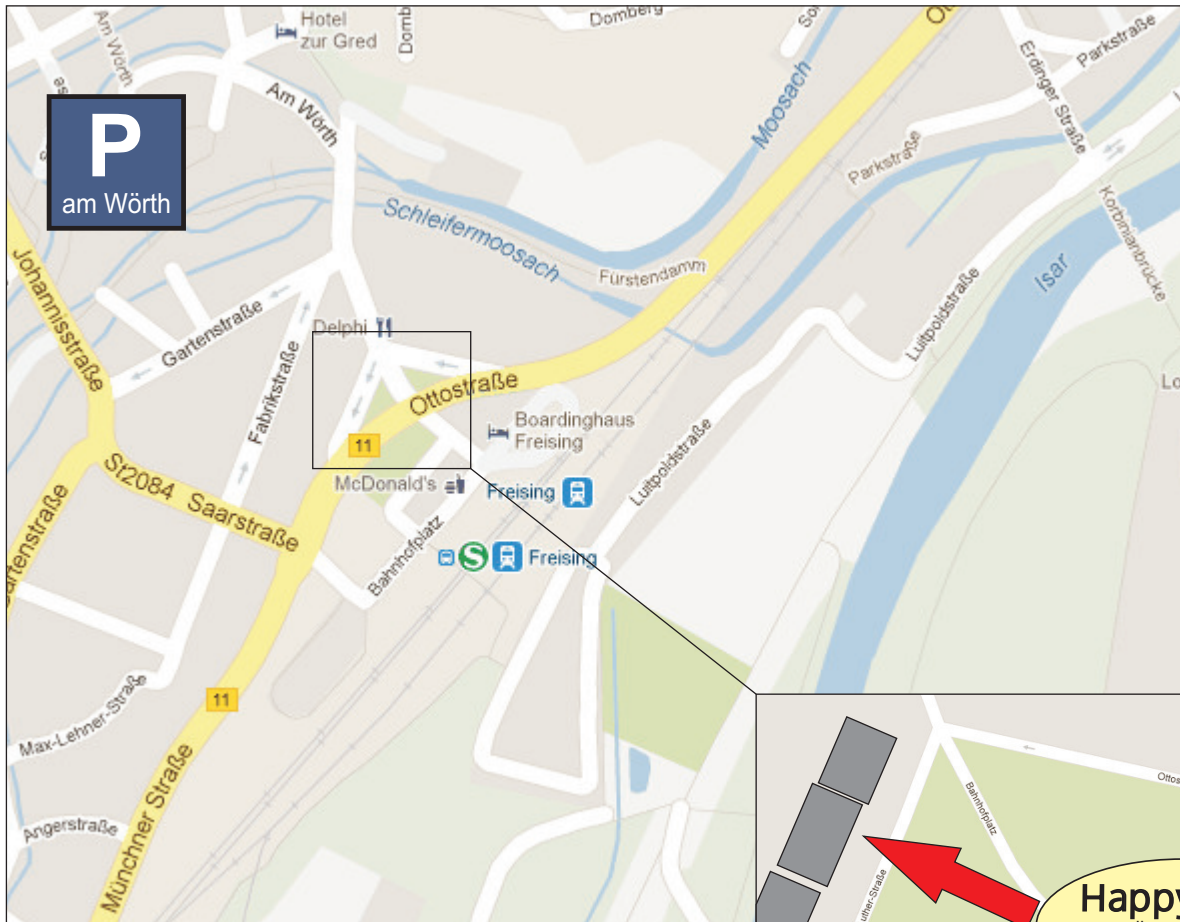 Hotel
zur Gred
Am Wörth
Domberg
Parkstraße
Erdinger Straße
P
am Wörth
Am Wörth
Moosach
Parkstraße
Schleifermoosach
Fürstendamm
Korbinianbrücke
Isar
Johannisstraße
Gartenstraße
Delphi
Luitpoldstraße
Fabrikstraße
Ottostraße
Boardinghaus
Freising
11
McDonald's
Freising
Luitpoldstraße
St2084 Saarstraße
Bahnhofplatz
S
Freising
Max-Lehner-Straße
11
Münchner Straße
Angerstraße
Bahnhofplatz
Happy